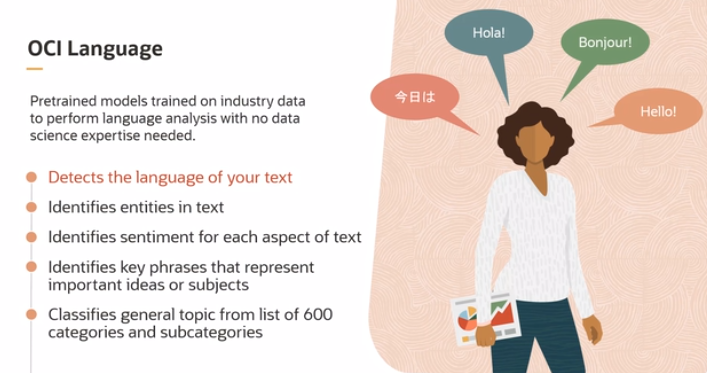 OCI Language
Pretrained models trained on industry data
to perform language analysis with no data
science expertise needed.
Detects the language of your text
Identifies entities in text
Identifies sentiment for each aspect of text
Identifies key phrases that represent
important ideas or subjects
Classifies general topic from list of 600
categories and subcategories
Hola!
Bonjour!
今日は
Hello!